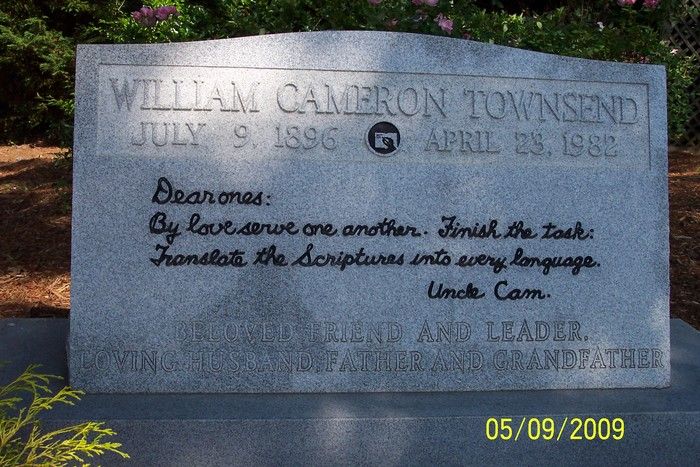 WILLIAM CAMERON TOWNSEND
JULY 9, 1896 APRIL 23, 1982
Dear ones:
By love serve one another. Finish the task:
Translate the Scriptures into every language.
Uncle Cam.
BELOVED FRIEND AND LEADER,
LOVING HUSBAND, FATHER AND GRANDFATHER
05/09/2009